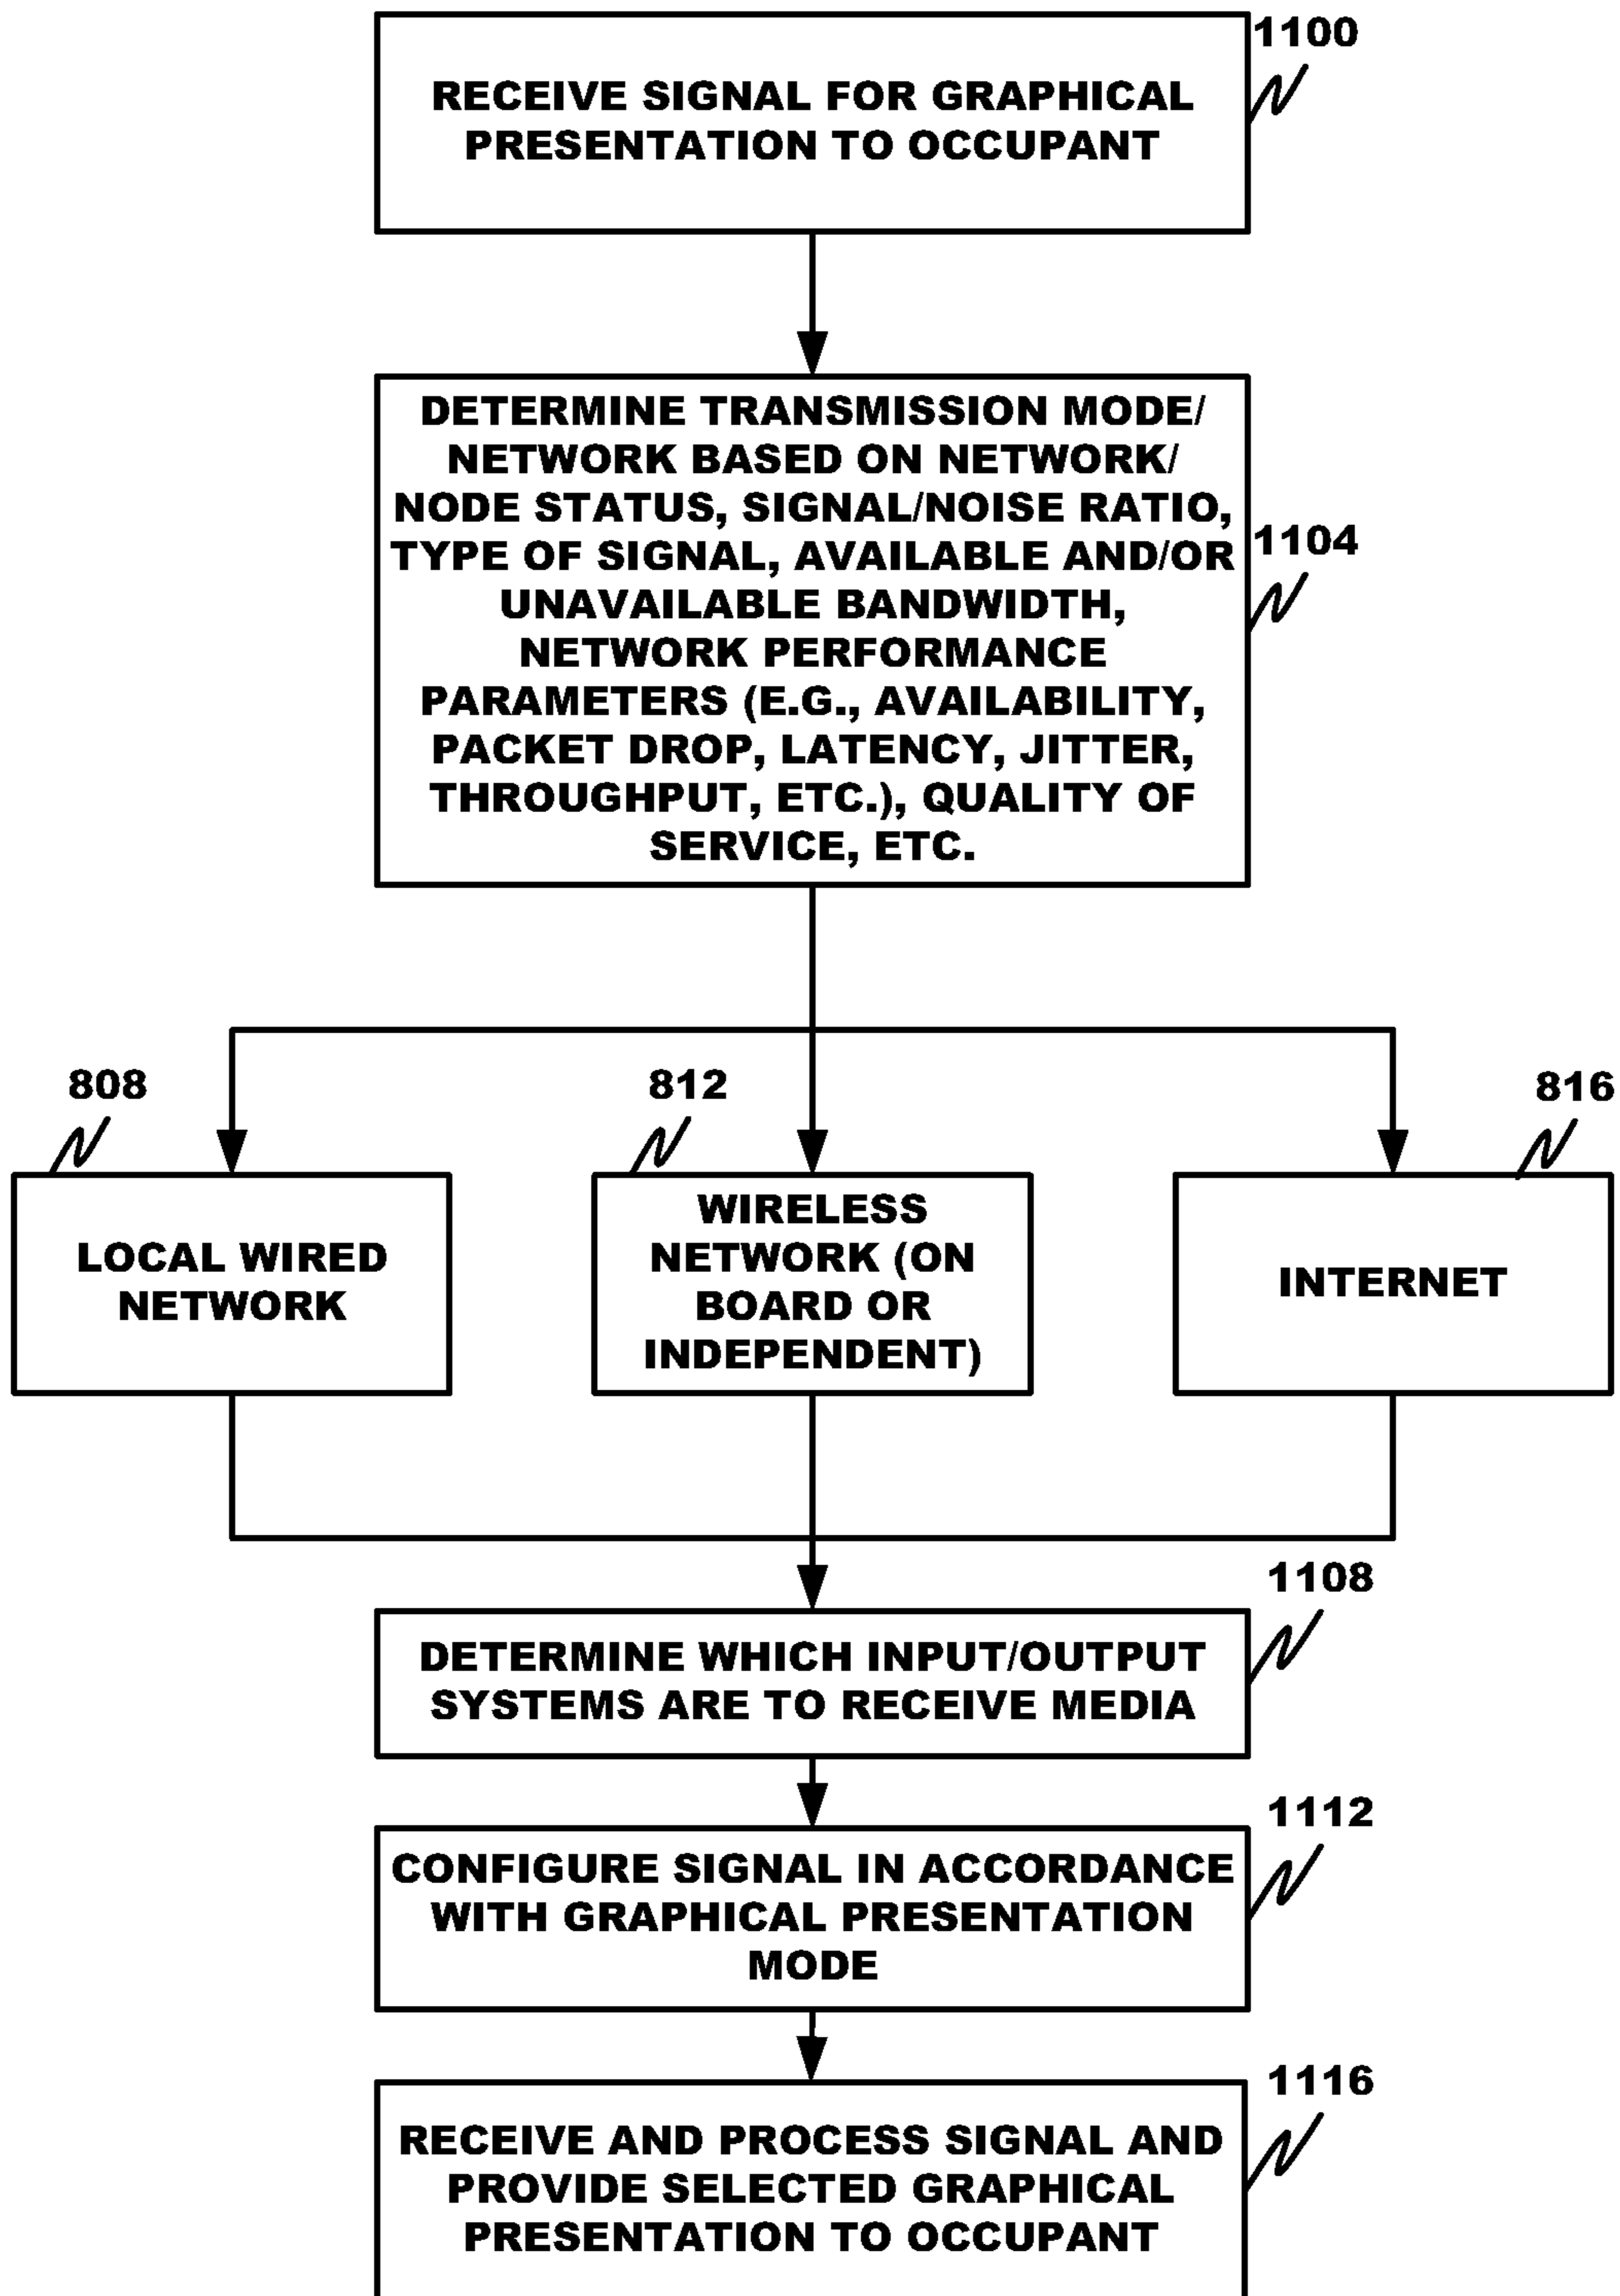 1100
RECEIVE SIGNAL FOR GRAPHICAL
PRESENTATION TO OCCUPANT
DETERMINE TRANSMISSION MODE/
NETWORK BASED ON NETWORK/
NODE STATUS, SIGNAL/NOISE RATIO,
TYPE OF SIGNAL, AVAILABLE AND/OR
UNAVAILABLE BANDWIDTH,
NETWORK PERFORMANCE
PARAMETERS (E.G., AVAILABILITY,
PACKET DROP, LATENCY, JITTER,
THROUGHPUT, ETC.), QUALITY OF
SERVICE, ETC.
1104
808
812
816
LOCAL WIRED
NETWORK
WIRELESS
NETWORK (ON
BOARD OR
INDEPENDENT)
INTERNET
1108
DETERMINE WHICH INPUT/OUTPUT
SYSTEMS ARE TO RECEIVE MEDIA
1112
CONFIGURE SIGNAL IN ACCORDANCE
WITH GRAPHICAL PRESENTATION
MODE
1116
RECEIVE AND PROCESS SIGNAL AND
PROVIDE SELECTED GRAPHICAL
PRESENTATION TO OCCUPANT